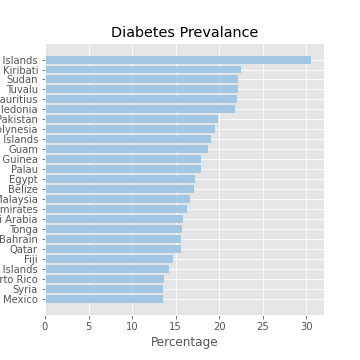 Diabetes Prevalance
Islands
Kiribati
Sudan
Tuvalu
auritius
ledonia
Pakistan
olynesia
Islands
Guam
Guinea
Palau
Egypt
Belize
Malaysia
mirates
i Arabia
Tonga
Bahrain
Qatar
Fiji
Islands
rto Rico
Syria
Mexico
0 5 10 15 20 25 30
Percentage